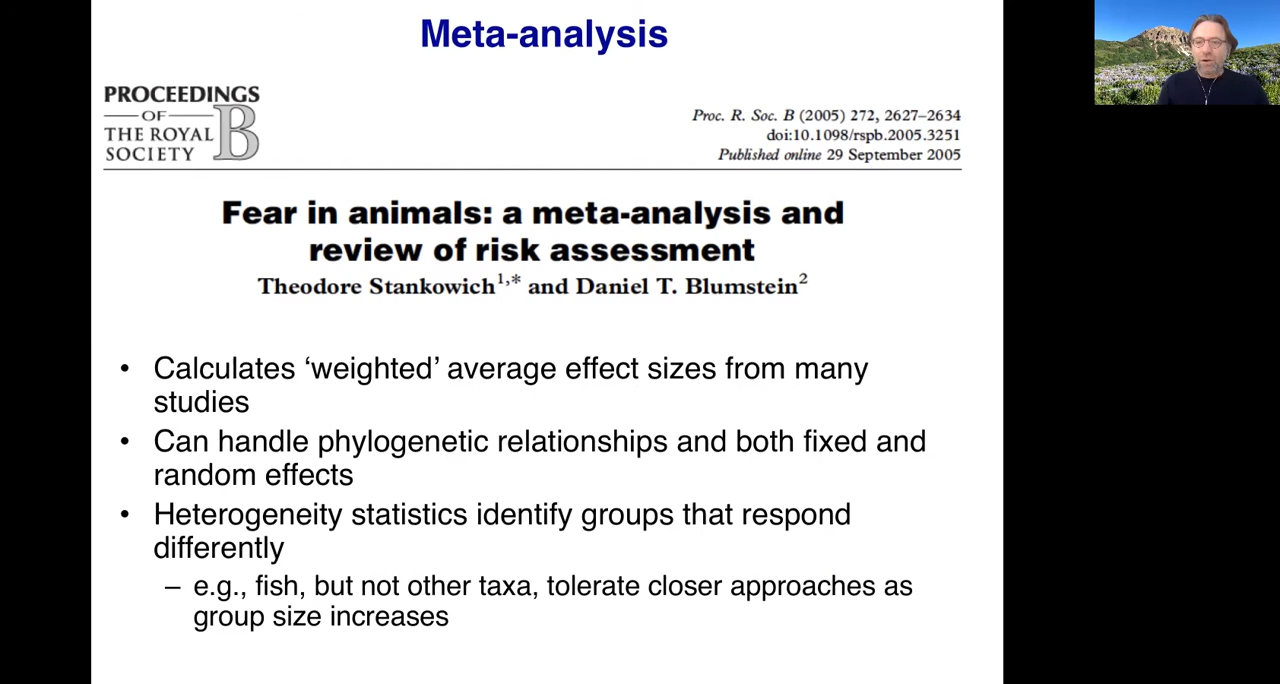 Meta-analysis
PROCEEDINGS
OF
THE ROYAL
SOCIETY
B
Proc. R. Soc. B (2005) 272, 2627–2634
doi:10.1098/rspb.2005.3251
Published online 29 September 2005
Fear in animals: a meta-analysis and
review of risk assessment
Theodore Stankowich1,* and Daniel T. Blumstein2
• Calculates ‘weighted’ average effect sizes from many
studies
• Can handle phylogenetic relationships and both fixed and
random effects
• Heterogeneity statistics identify groups that respond
differently
– e.g., fish, but not other taxa, tolerate closer approaches as
group size increases